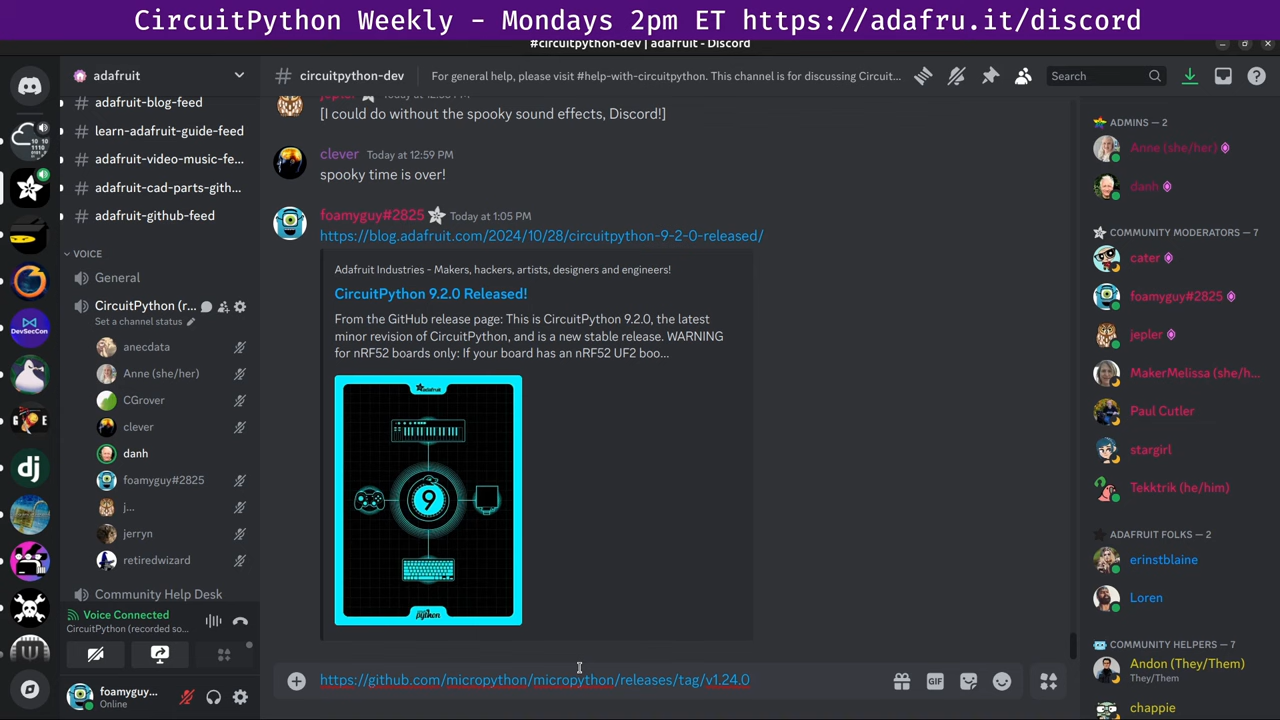 CircuitPython Weekly - Mondays 2pm ET https://adafru.it/discord
#circuitpython-dev | adafruit - Discord
adafruit
adafruit-blog-feed
learn-adafruit-guide-feed
adafruit-video-music-fe...
adafruit-cad-parts-gith...
adafruit-github-feed
VOICE
General
CircuitPython (r...
Set a channel status
anecdata
Anne (she/her)
CGrover
clever
danh
foamyguy#2825
j...
jerryn
retiredwizard
Community Help Desk
Voice Connected
CircuitPython (recorded so...
foamyguy...
Online
# circuitpython-dev
For general help, please visit #help-with-circuitpython. This channel is for discussing Circuit...
Search
[I could do without the spooky sound effects, Discord!]
clever Today at 12:59 PM
spooky time is over!
foamyguy#2825 Today at 1:05 PM
https://blog.adafruit.com/2024/10/28/circuitpython-9-2-0-released/
Adafruit Industries - Makers, hackers, artists, designers and engineers!
CircuitPython 9.2.0 Released!
From the GitHub release page: This is CircuitPython 9.2.0, the latest
minor revision of CircuitPython, and is a new stable release. WARNING
for nRF52 boards only: If your board has an nRF52 UF2 boo...
adafruit
9
python
https://github.com/micropython/micropython/releases/tag/v1.24.0
GIF
ADMINS — 2
Anne (she/her)
danh
COMMUNITY MODERATORS — 7
cater
foamyguy#2825
jepler
MakerMelissa (she/h...
Paul Cutler
stargirl
Tekktrik (he/him)
ADAFRUIT FOLKS — 2
erinstblaine
Loren
COMMUNITY HELPERS — 7
Andon (They/Them)
They/Them
chappie